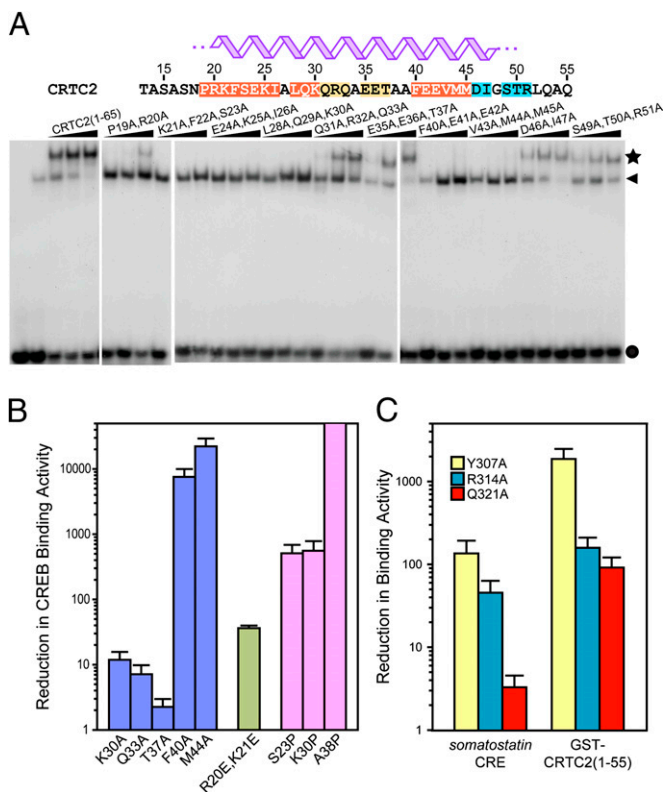 A
15 20 25 30 35 40 45 50 55
CRTC2 TASASNPRKFSEKIALQKQRQAEETAAFEEVMMDIGSTRLQAQ
CRTC2(1-65)
P19A,R20A
K21A,F22A,S23A
E24A,K25A,I26A
L28A,Q29A,K30A
Q31A,R32A,Q33A
E35A,E36A,T37A
F40A,E41A,E42A
V43A,M44A,M45A
D46A,I47A
S49A,T50A,R51A
B
Reduction in CREB Binding Activity
10000
1000
100
10
1
K30A
Q33A
T37A
F40A
M44A
R20E,K21E
S23P
K30P
A38P
C
Reduction in Binding Activity
1000
100
10
1
Y307A
R314A
Q321A
somatostatin
CRE
GST-
CRTC2(1-55)